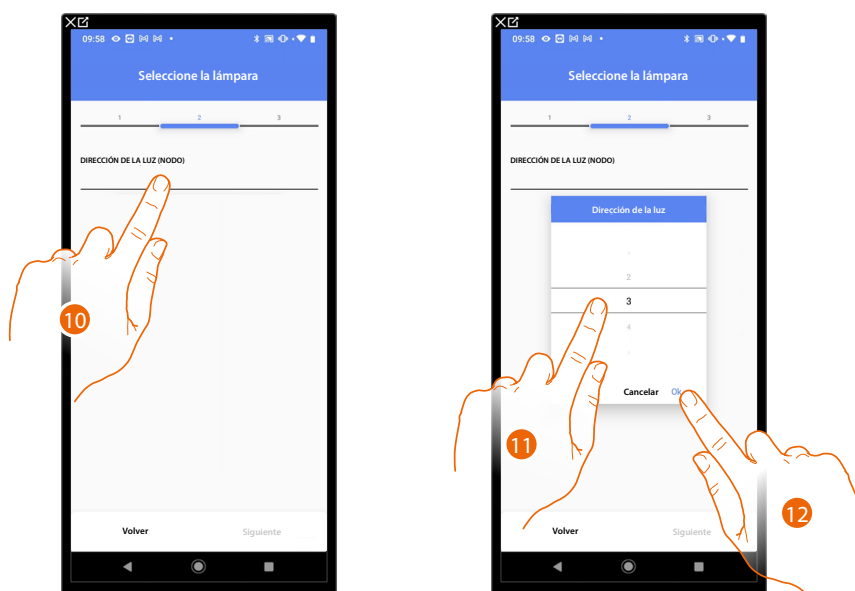 09:58
Seleccione la lámpara
1 2 3
DIRECCIÓN DE LA LUZ (NODO)
10
Volver Siguiente
09:58
Seleccione la lámpara
1 2 3
DIRECCIÓN DE LA LUZ (NODO)
Dirección de la luz
2
3
4
Cancelar Ok
11
12
Volver Siguiente